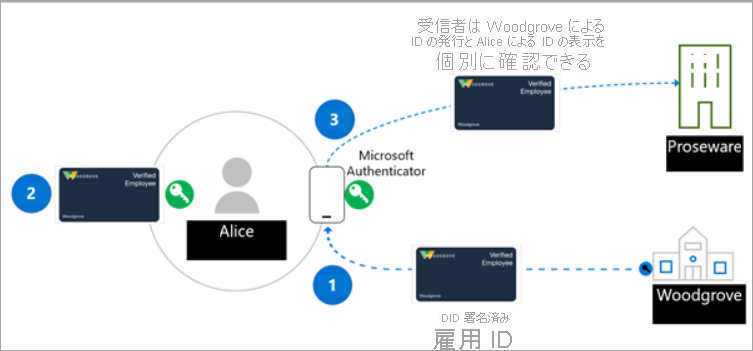 受信者は Woodgrove による
ID の発行と Alice による ID の表示を
個別に確認できる
WOODGROVE
Verified
Employee
Woodgrove
Proseware
3
Microsoft
Authenticator
2
WOODGROVE
Verified
Employee
Woodgrove
Alice
1
WOODGROVE
Verified
Employee
Woodgrove
Woodgrove
DID 署名済み
雇用 ID